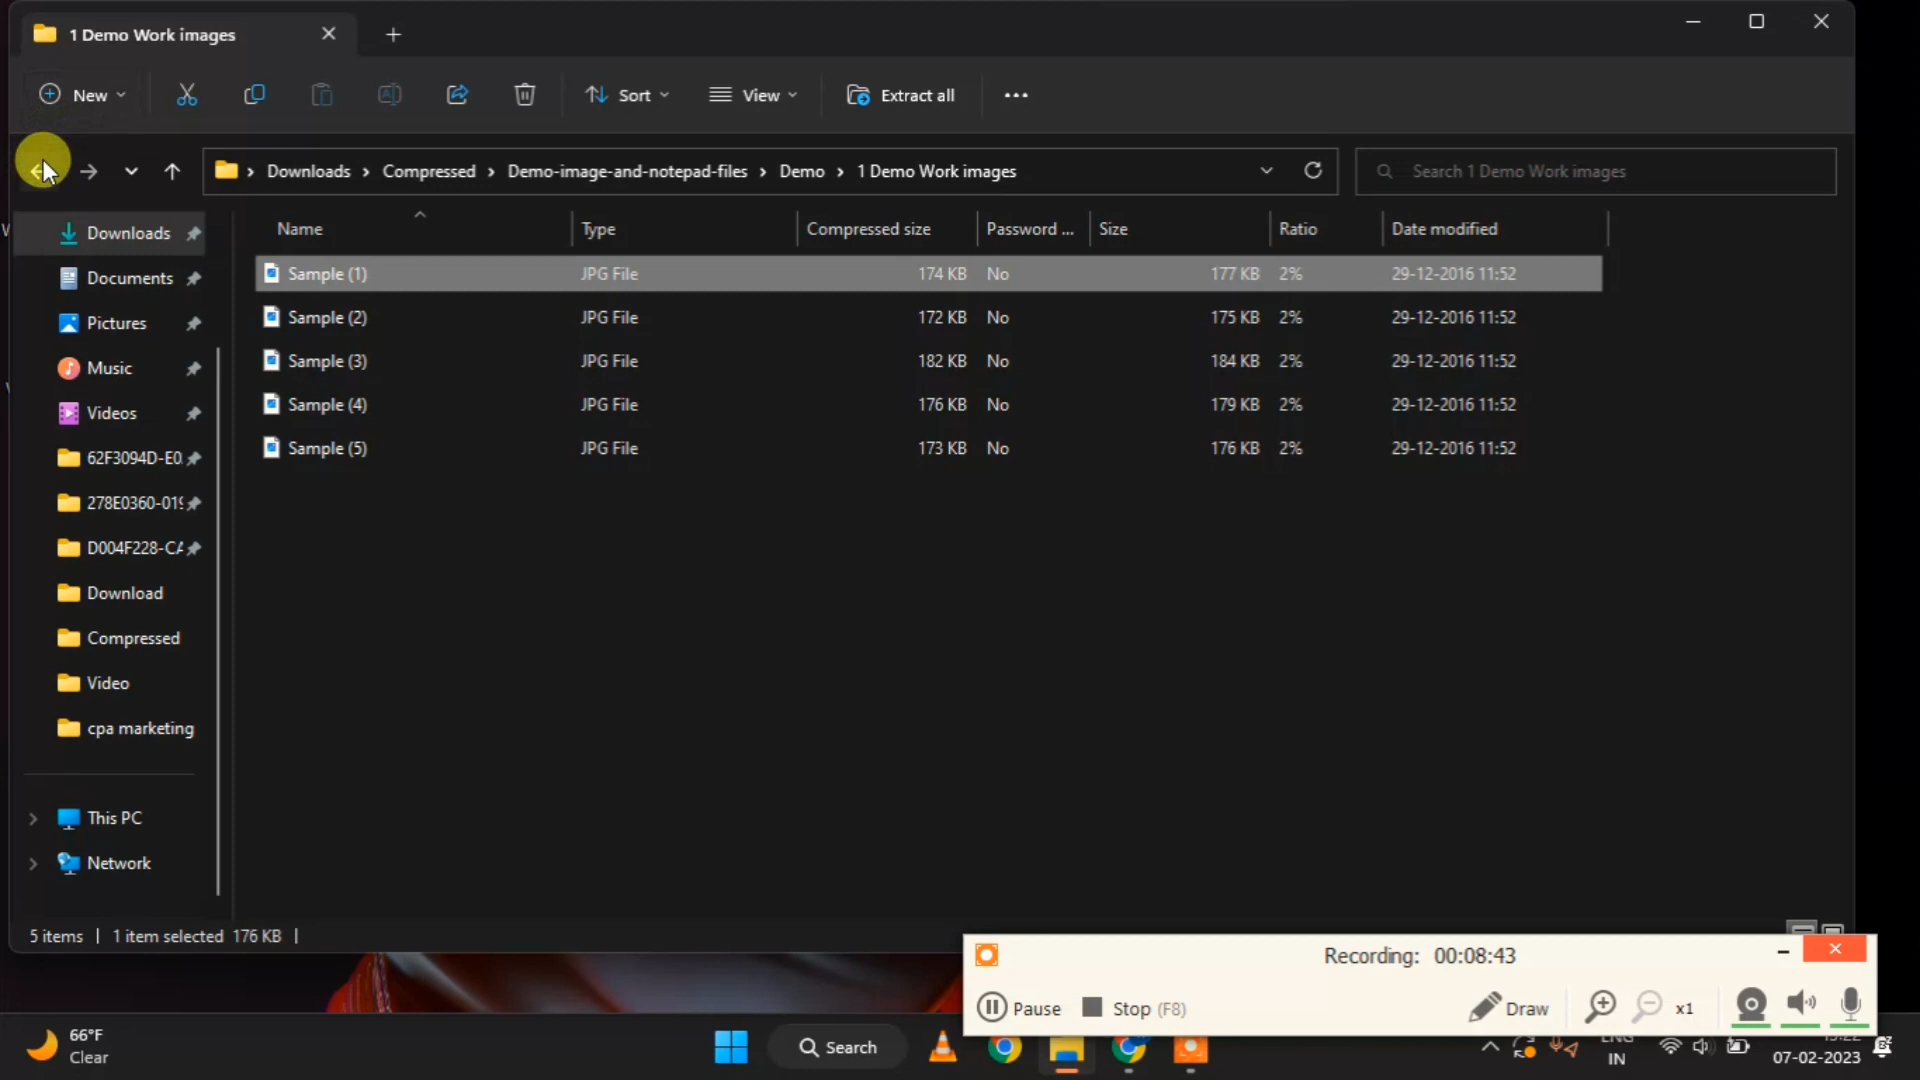 1 Demo Work images
New
Sort
View
Extract all
Downloads
Compressed
Demo-image-and-notepad-files
Demo
1 Demo Work images
Search 1 Demo Work images
Name Type Compressed size Password ... Size Ratio Date modified
Sample (1) JPG File 174 KB No 177 KB 2% 29-12-2016 11:52
Sample (2) JPG File 172 KB No 175 KB 2% 29-12-2016 11:52
Sample (3) JPG File 182 KB No 184 KB 2% 29-12-2016 11:52
Sample (4) JPG File 176 KB No 179 KB 2% 29-12-2016 11:52
Sample (5) JPG File 173 KB No 176 KB 2% 29-12-2016 11:52
Downloads
Documents
Pictures
Music
Videos
62F3094D-E0
278E0360-019
D004F228-CA
Download
Compressed
Video
cpa marketing
This PC
Network
5 items 1 item selected 176 KB
Recording: 00:08:43
Pause
Stop (F8)
Draw
x1
66°F
Clear
Search
IN
07-02-2023